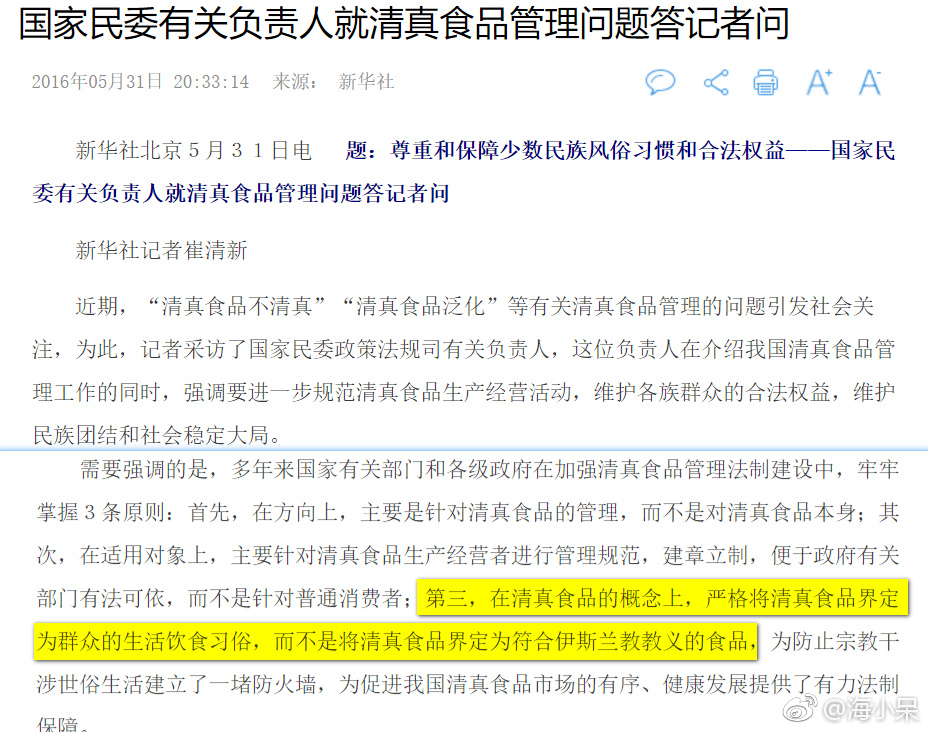 国家民委有关负责人就清真食品管理问题答记者问
2016年05月31日 20:33:14 来源： 新华社
A+ A-
新华社北京５月３１日电 题：尊重和保障少数民族风俗习惯和合法权益——国家民
委有关负责人就清真食品管理问题答记者问
新华社记者崔清新
近期，“清真食品不清真”“清真食品泛化”等有关清真食品管理的问题引发社会关
注，为此，记者采访了国家民委政策法规司有关负责人，这位负责人在介绍我国清真食品管
理工作的同时，强调要进一步规范清真食品生产经营活动，维护各族群众的合法权益，维护
民族团结和社会稳定大局。
需要强调的是，多年来国家有关部门和各级政府在加强清真食品管理法制建设中，牢牢
掌握３条原则：首先，在方向上，主要是针对清真食品的管理，而不是对清真食品本身；其
次，在适用对象上，主要针对清真食品生产经营者进行管理规范，建章立制，便于政府有关
部门有法可依，而不是针对普通消费者；第三，在清真食品的概念上，严格将清真食品界定
为群众的生活饮食习俗，而不是将清真食品界定为符合伊斯兰教教义的食品，为防止宗教干
涉世俗生活建立了一堵防火墙，为促进我国清真食品市场的有序、健康发展提供了有力法制
保障。
@海小呆